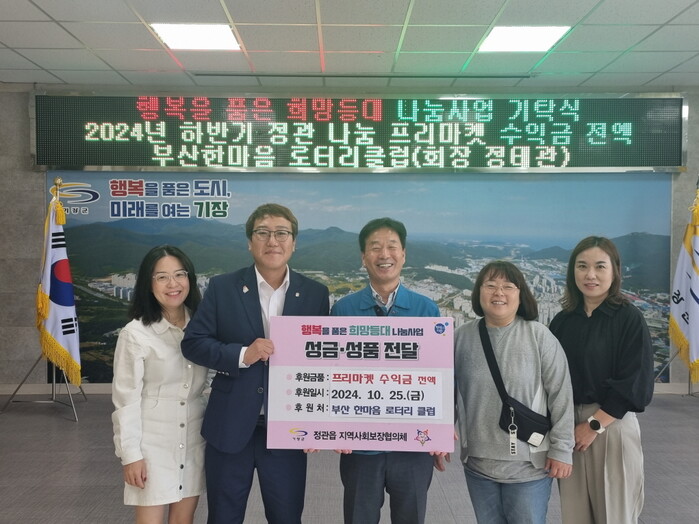 행복을 품은 희망등대 나눔사업 기탁식
2024년 하반기 정관 나눔 프리마켓 수익금 전액
부산한마음 로터리클럽(회장 정태관)
기장군
행복을 품은 도시,
미래를 여는 기장
행복을 품은 희망등대 나눔사업
성금·성품 전달
※ 후원금품 : 프리마켓 수익금 전액
※ 후원일시 : 2024. 10. 25.(금)
※ 후 원 처 : 부산 한마음 로터리 클럽
기장군 정관읍 지역사회보장협의체